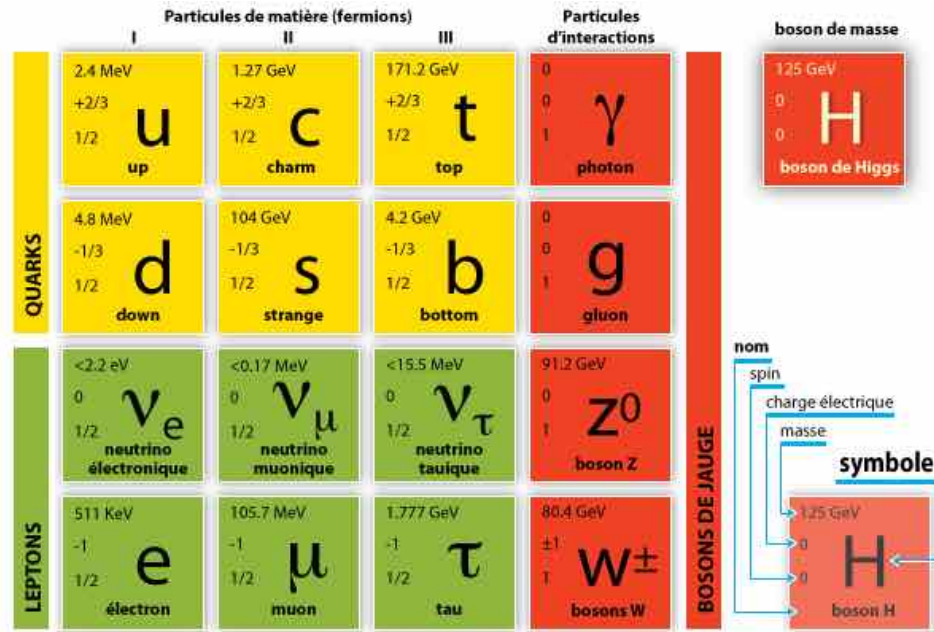 Particules de matière (fermions)
I II III
Particules
d'interactions
boson de masse
QUARKS
2.4 MeV
+2/3
1/2
u
up
1.27 GeV
+2/3
1/2
c
charm
171.2 GeV
+2/3
1/2
t
top
0
0
1
γ
photon
125 GeV
0
0
H
boson de Higgs
4.8 MeV
-1/3
1/2
d
down
104 GeV
-1/3
1/2
s
strange
4.2 GeV
-1/3
1/2
b
bottom
0
0
1
g
gluon
LEPTONS
<2.2 eV
0
1/2
νe
neutrino
électronique
<0.17 MeV
0
1/2
νμ
neutrino
muonique
<15.5 MeV
0
1/2
ντ
neutrino
tauique
91.2 GeV
0
1
Z0
boson Z
511 KeV
-1
1/2
e
électron
105.7 MeV
-1
1/2
μ
muon
1.777 GeV
-1
1/2
τ
tau
80.4 GeV
±1
1
W±
bosons W
BOSONS DE JAUGE
nom
spin
charge électrique
masse
symbole
125 GeV
0
0
H
boson H